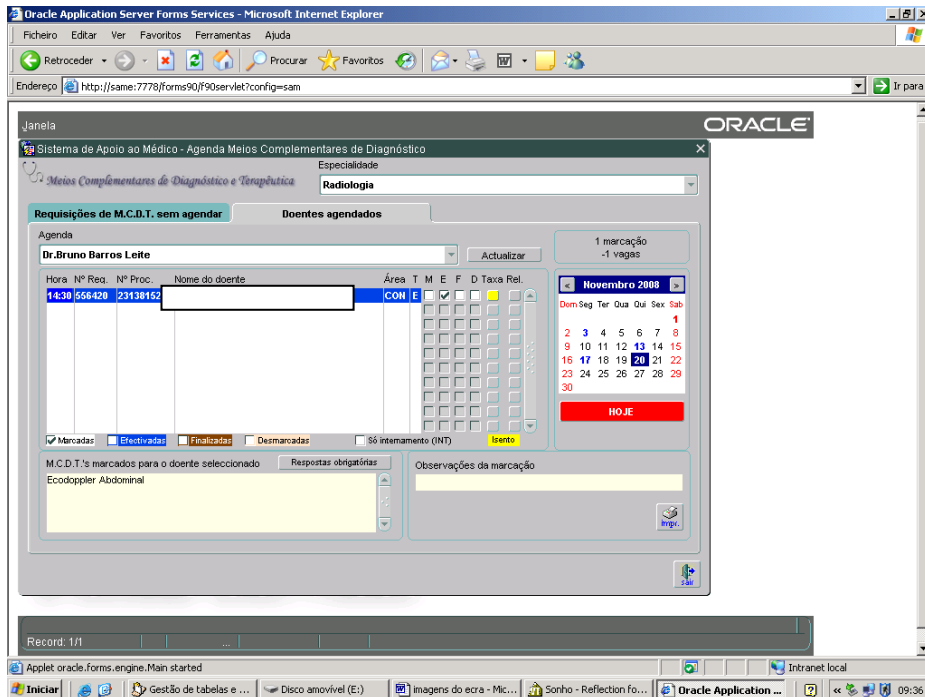 Oracle Application Server Forms Services - Microsoft Internet Explorer
Ficheiro Editar Ver Favoritos Ferramentas Ajuda
Retroceder Procurar Favoritos
Endereço http://same:7778/forms90/f90servlet?config=sam Ir para
Janela ORACLE
Sistema de Apoio ao Médico - Agenda Meios Complementares de Diagnóstico
Especialidade
Meios Complementares de Diagnóstico e Terapêutica
Radiologia
Requisições de M.C.D.T. sem agendar Doentes agendados
Agenda
Dr.Bruno Barros Leite Actualizar
1 marcação
-1 vagas
Hora Nº Req. Nº Proc. Nome do doente Área T M E F D Taxa Rel.
14:30 556420 23138152 CON E
< Novembro 2008 >
Dom Seg Ter Qua Qui Sex Sab
1
2 3 4 5 6 7 8
9 10 11 12 13 14 15
16 17 18 19 20 21 22
23 24 25 26 27 28 29
30
HOJE
Marcadas Efectivadas Finalizadas Desmarcadas Só internamento (INT) Isento
M.C.D.T.'s marcados para o doente seleccionado Respostas obrigatórias
Ecodoppler Abdominal
Observações da marcação
Impr.
Sair
Record: 1/1 ...
Applet oracle.forms.engine.Main started Intranet local
Iniciar Gestão de tabelas e ... Disco amovível (E:) imagens do ecra - Mic... Sonho - Reflection fo... Oracle Application ... 09:36